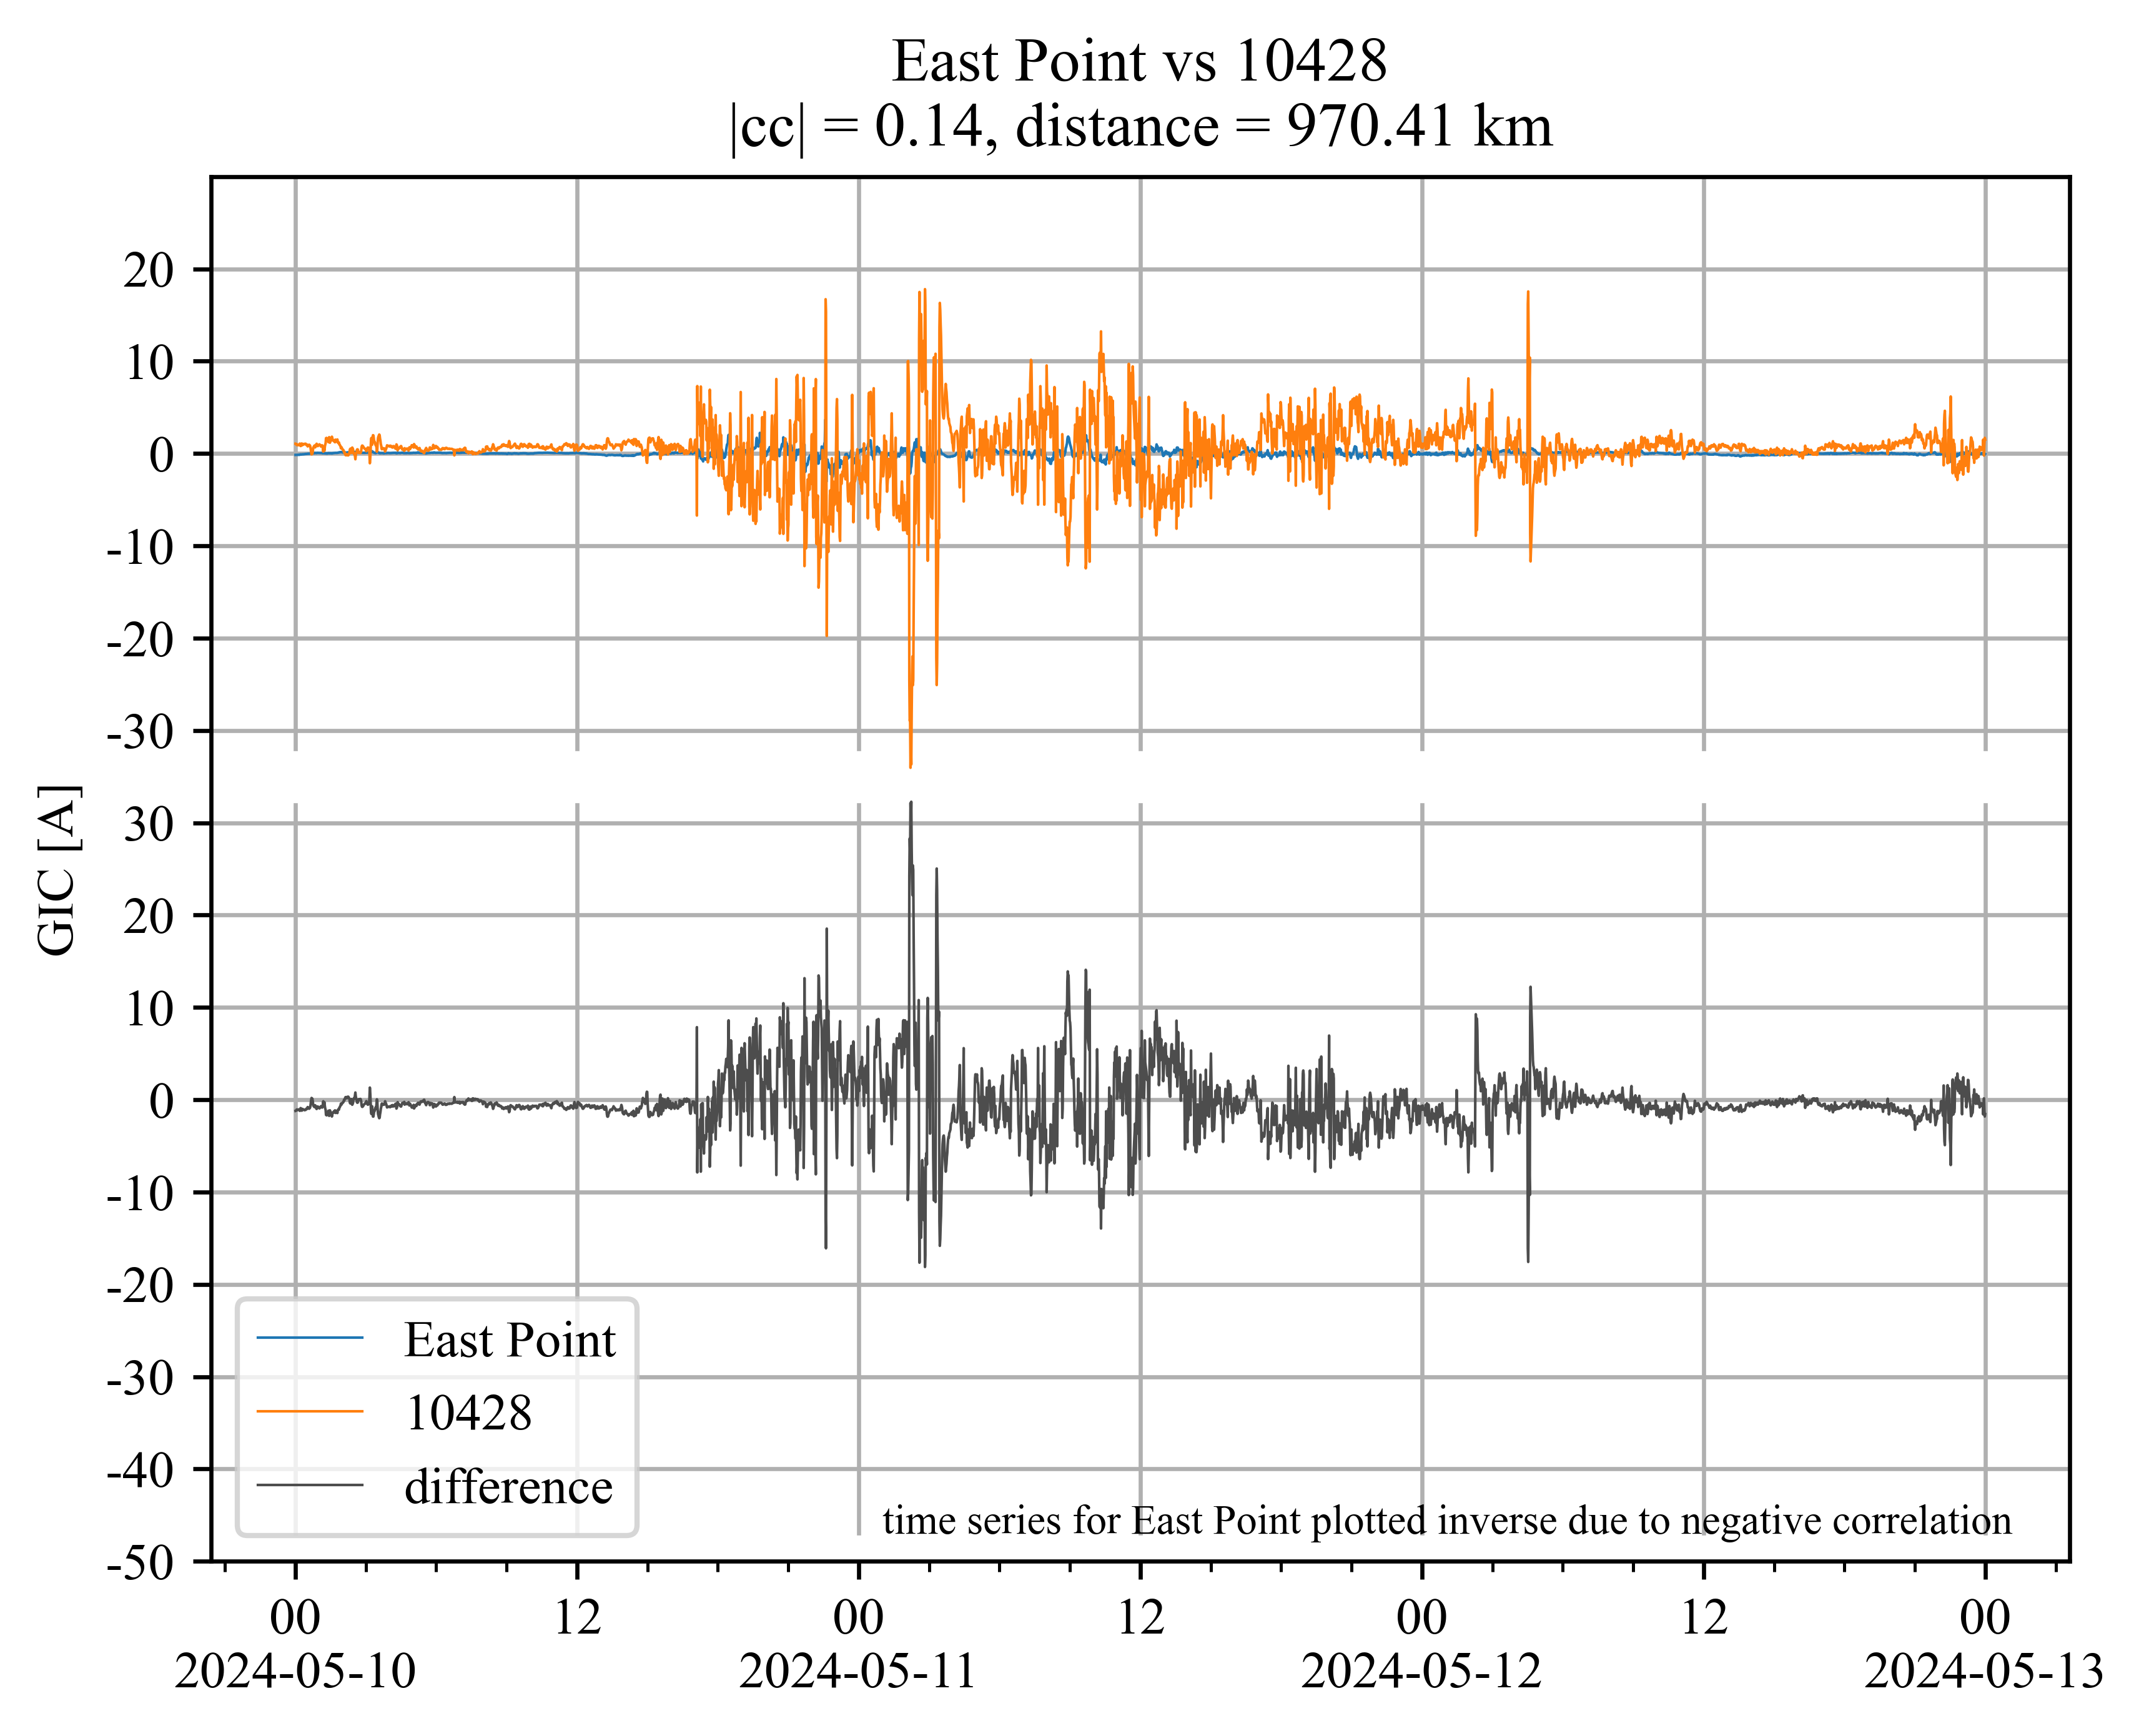 East Point vs 10428
|cc| = 0.14, distance = 970.41 km
GIC [A]
20
10
0
-10
-20
-30
30
20
10
0
-10
-20
-30
-40
-50
East Point
10428
difference
time series for East Point plotted inverse due to negative correlation
00 12 00 12 00 12 00
2024-05-10 2024-05-11 2024-05-12 2024-05-13